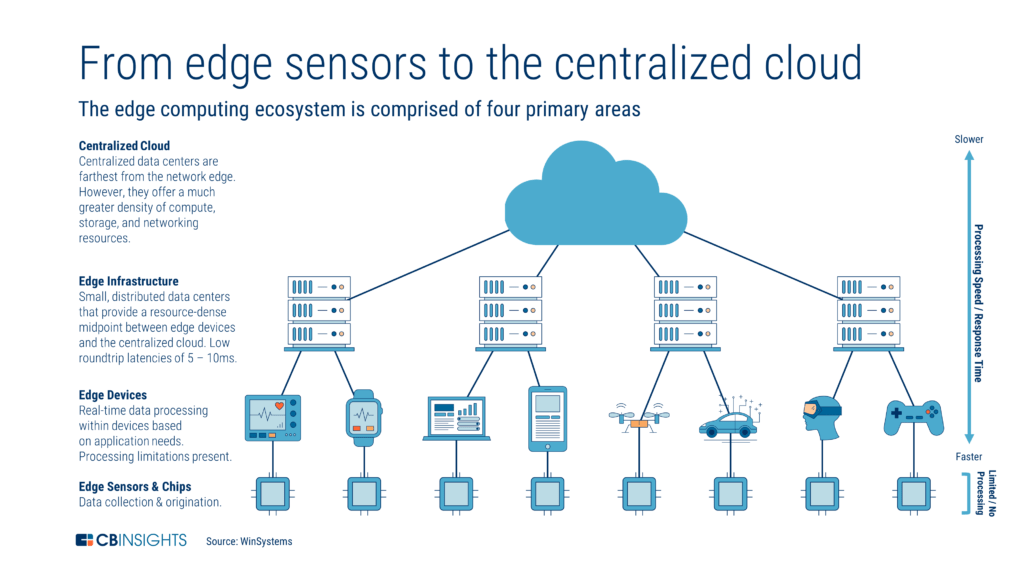 From edge sensors to the centralized cloud
The edge computing ecosystem is comprised of four primary areas
Centralized Cloud
Centralized data centers are
farthest from the network edge.
However, they offer a much
greater density of compute,
storage, and networking
resources.
Edge Infrastructure
Small, distributed data centers
that provide a resource-dense
midpoint between edge devices
and the centralized cloud. Low
roundtrip latencies of 5 – 10ms.
Edge Devices
Real-time data processing
within devices based
on application needs.
Processing limitations present.
Edge Sensors & Chips
Data collection & origination.
Slower
Processing Speed / Response Time
Faster
Limited / No
Processing
CBINSIGHTS
Source: WinSystems